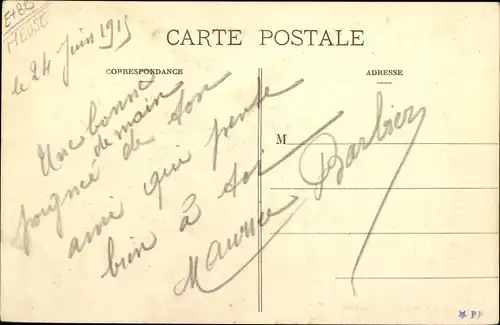 E+BD
MEUSE
CARTE POSTALE
CORRESPONDANCE
ADRESSE
le 24 Juin 1915
Une bonne
poignée de main
de ton
ami qui pense
bien à toi
Maurice Barbier
M
PF